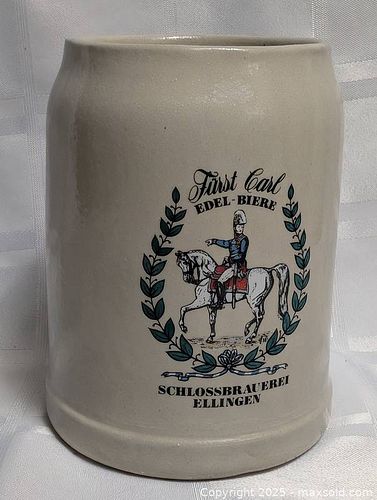 Fürst Carl
EDEL-BIERE
SCHLOSSBRAUEREI
ELLINGEN
Copyright 2025 - maxsold.com